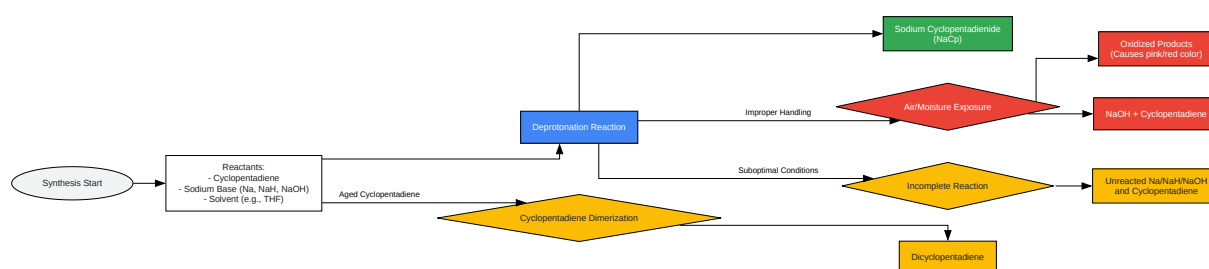 Sodium Cyclopentadienide
(NaCp)
Oxidized Products
(Causes pink/red color)
Air/Moisture Exposure
Improper Handling
NaOH + Cyclopentadiene
Deprotonation Reaction
Synthesis Start
Reactants:
- Cyclopentadiene
- Sodium Base (Na, NaH, NaOH)
- Solvent (e.g., THF)
Suboptimal Conditions
Incomplete Reaction
Unreacted Na/NaH/NaOH
and Cyclopentadiene
Aged Cyclopentadiene
Cyclopentadiene Dimerization
Dicyclopentadiene